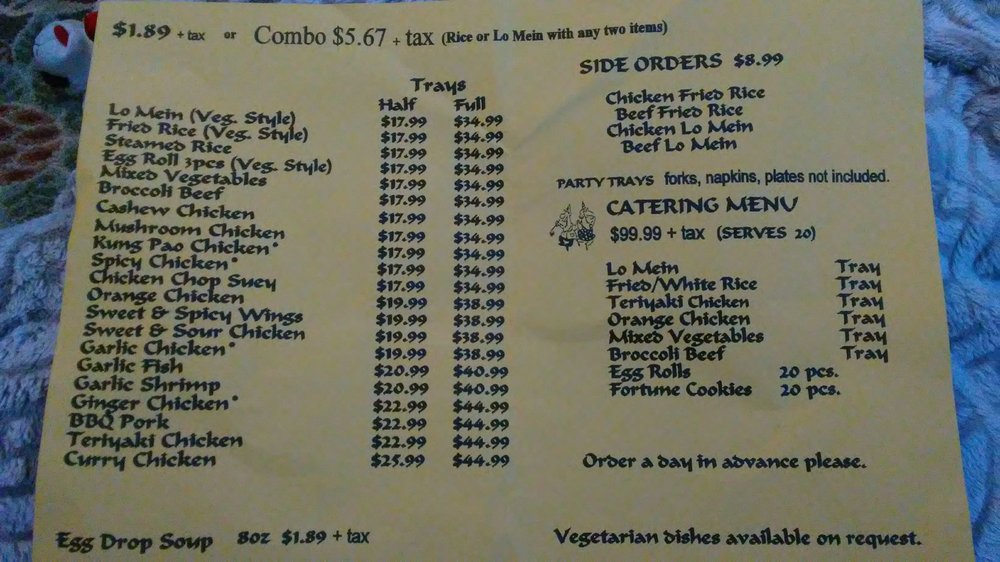 $1.89 + tax or Combo $5.67 + tax (Rice or Lo Mein with any two items)
Trays
Half Full
Lo Mein (Veg. Style) $17.99 $34.99
Fried Rice (Veg. Style) $17.99 $34.99
Steamed Rice $17.99 $34.99
Egg Roll 3pcs (Veg. Style) $17.99 $34.99
Mixed Vegetables $17.99 $34.99
Broccoli Beef $17.99 $34.99
Cashew Chicken $17.99 $34.99
Mushroom Chicken $17.99 $34.99
Kung Pao Chicken* $17.99 $34.99
Spicy Chicken* $17.99 $34.99
Chicken Chop Suey $17.99 $34.99
Orange Chicken $19.99 $38.99
Sweet & Spicy Wings $19.99 $38.99
Sweet & Sour Chicken $19.99 $38.99
Garlic Chicken* $19.99 $38.99
Garlic Fish $20.99 $40.99
Garlic Shrimp $20.99 $40.99
Ginger Chicken* $22.99 $44.99
BBQ Pork $22.99 $44.99
Teriyaki Chicken $22.99 $44.99
Curry Chicken $25.99 $44.99
Egg Drop Soup 8oz $1.89 + tax
SIDE ORDERS $8.99
Chicken Fried Rice
Beef Fried Rice
Chicken Lo Mein
Beef Lo Mein
PARTY TRAYS forks, napkins, plates not included.
CATERING MENU
$99.99 + tax (SERVES 20)
Lo Mein Tray
Fried/White Rice Tray
Teriyaki Chicken Tray
Orange Chicken Tray
Mixed Vegetables Tray
Broccoli Beef Tray
Egg Rolls 20 pcs.
Fortune Cookies 20 pcs.
Order a day in advance please.
Vegetarian dishes available on request.